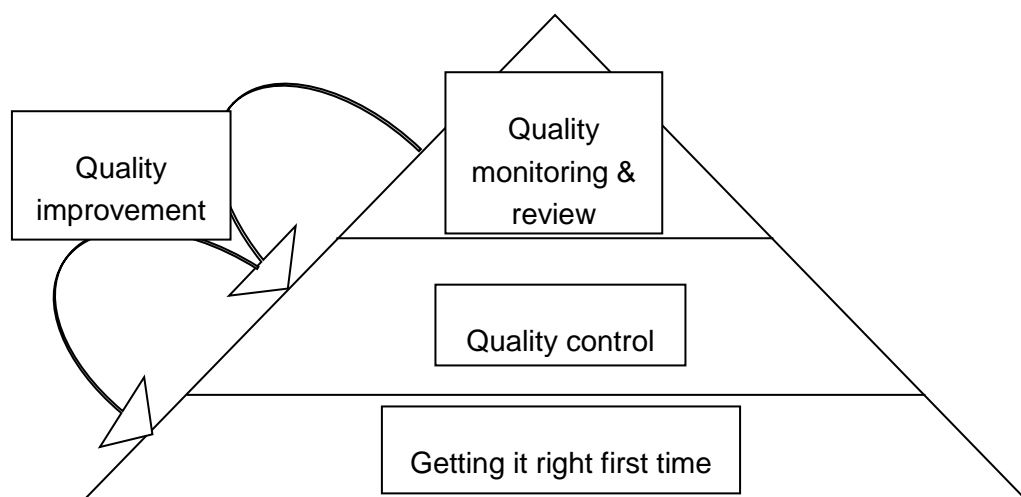 Quality
monitoring &
review
Quality
improvement
Quality control
Getting it right first time